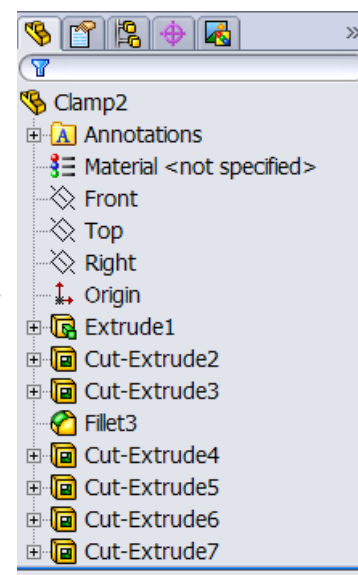 »
Clamp2
A Annotations
Material <not specified>
Front
Top
Right
Origin
Extrude1
Cut-Extrude2
Cut-Extrude3
Fillet3
Cut-Extrude4
Cut-Extrude5
Cut-Extrude6
Cut-Extrude7